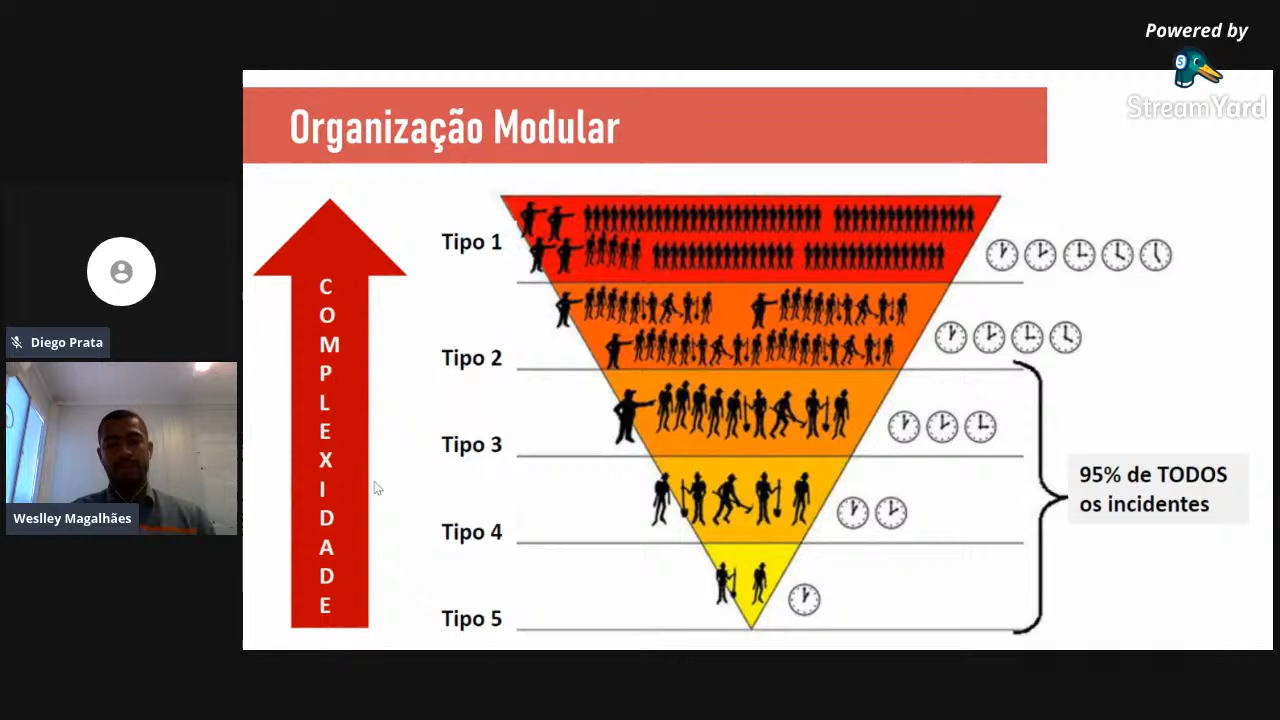 Powered by
StreamYard
Organização Modular
COMPLEXIDADE
Tipo 1
Tipo 2
Tipo 3
Tipo 4
Tipo 5
95% de TODOS
os incidentes
Diego Prata
Weslley Magalhães